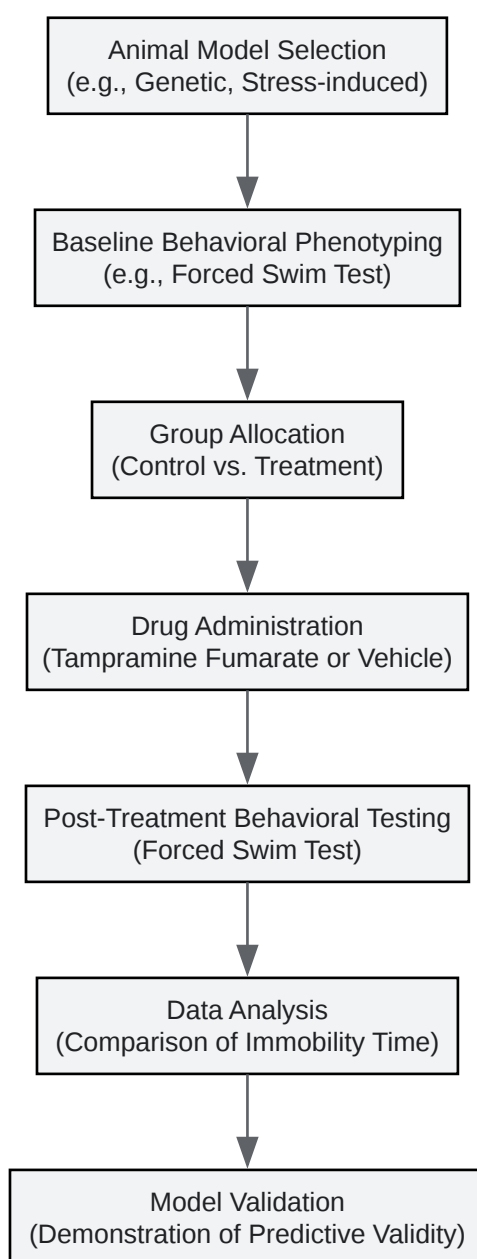 Animal Model Selection
(e.g., Genetic, Stress-induced)
Baseline Behavioral Phenotyping
(e.g., Forced Swim Test)
Group Allocation
(Control vs. Treatment)
Drug Administration
(Tampramine Fumarate or Vehicle)
Post-Treatment Behavioral Testing
(Forced Swim Test)
Data Analysis
(Comparison of Immobility Time)
Model Validation
(Demonstration of Predictive Validity)